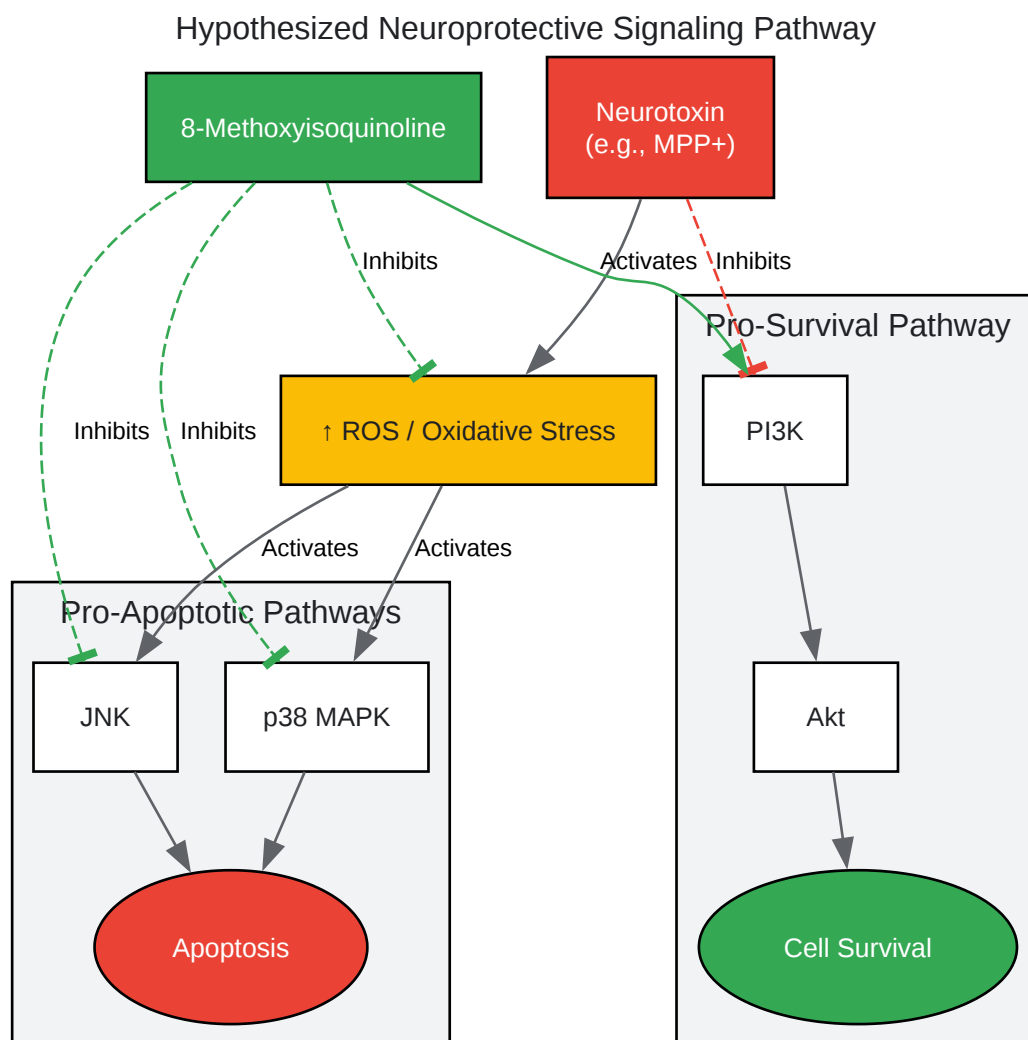 Hypothesized Neuroprotective Signaling Pathway
8-Methoxyisoquinoline
Neurotoxin
(e.g., MPP+)
Inhibits
Activates
Inhibits
Pro-Survival Pathway
Inhibits
Inhibits
↑ ROS / Oxidative Stress
PI3K
Activates
Activates
Pro-Apoptotic Pathways
JNK
p38 MAPK
Akt
Apoptosis
Cell Survival